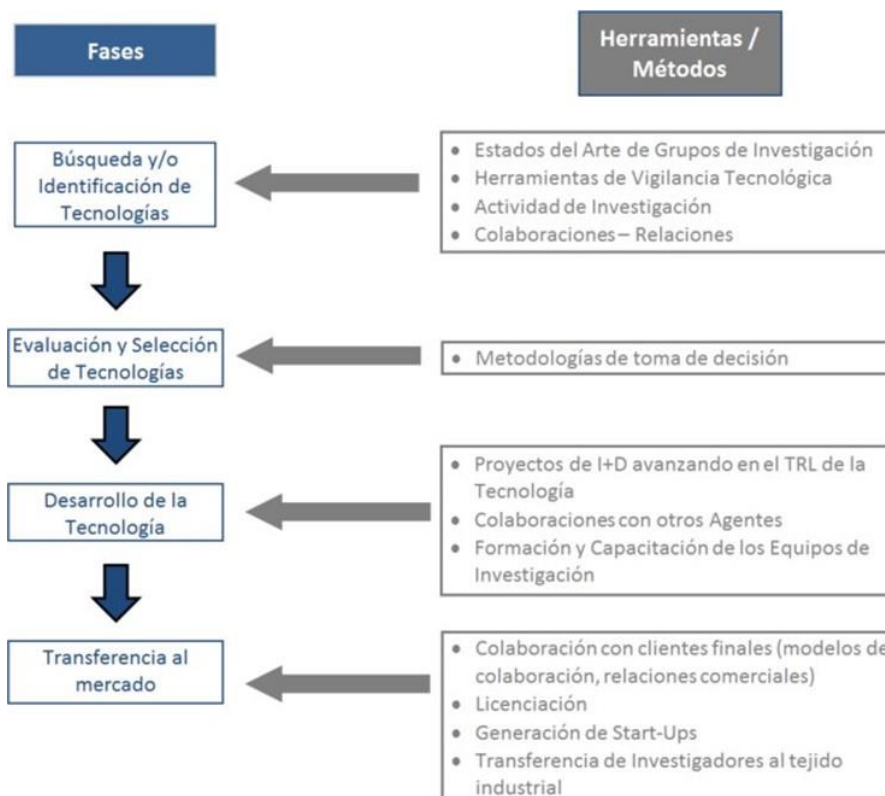 Fases
Herramientas /
Métodos
Búsqueda y/o
Identificación de
Tecnologías
• Estados del Arte de Grupos de Investigación
• Herramientas de Vigilancia Tecnológica
• Actividad de Investigación
• Colaboraciones – Relaciones
Evaluación y Selección
de Tecnologías
• Metodologías de toma de decisión
Desarrollo de la
Tecnología
• Proyectos de I+D avanzando en el TRL de la
Tecnología
• Colaboraciones con otros Agentes
• Formación y Capacitación de los Equipos de
Investigación
Transferencia al
mercado
• Colaboración con clientes finales (modelos de
colaboración, relaciones comerciales)
• Licenciación
• Generación de Start-Ups
• Transferencia de Investigadores al tejido
industrial